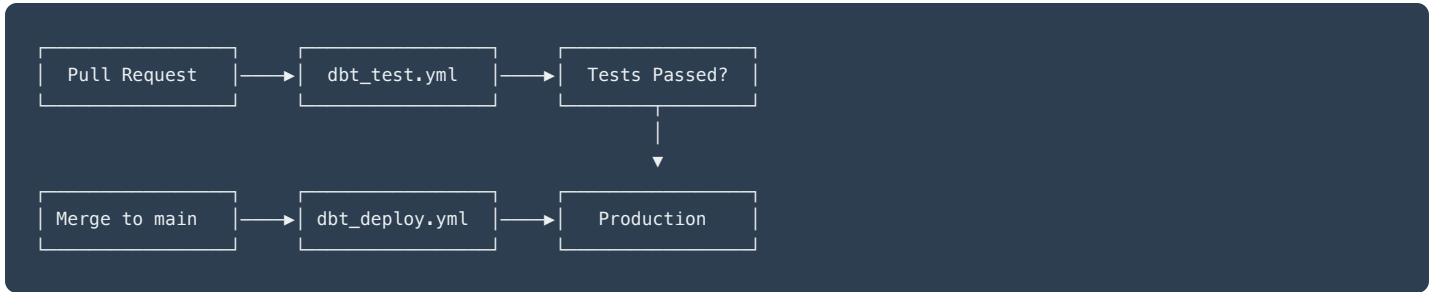 Pull Request dbt_test.yml Tests Passed?
Merge to main dbt_deploy.yml Production